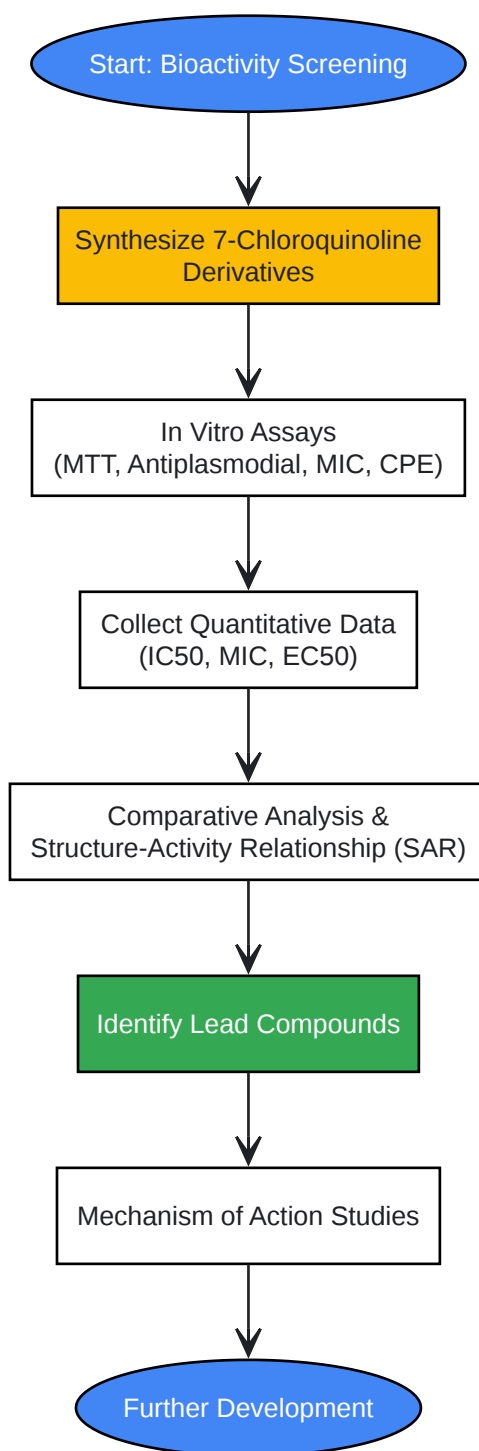 Start: Bioactivity Screening
Synthesize 7-Chloroquinoline
Derivatives
In Vitro Assays
(MTT, Antiplasmodial, MIC, CPE)
Collect Quantitative Data
(IC50, MIC, EC50)
Comparative Analysis &
Structure-Activity Relationship (SAR)
Identify Lead Compounds
Mechanism of Action Studies
Further Development